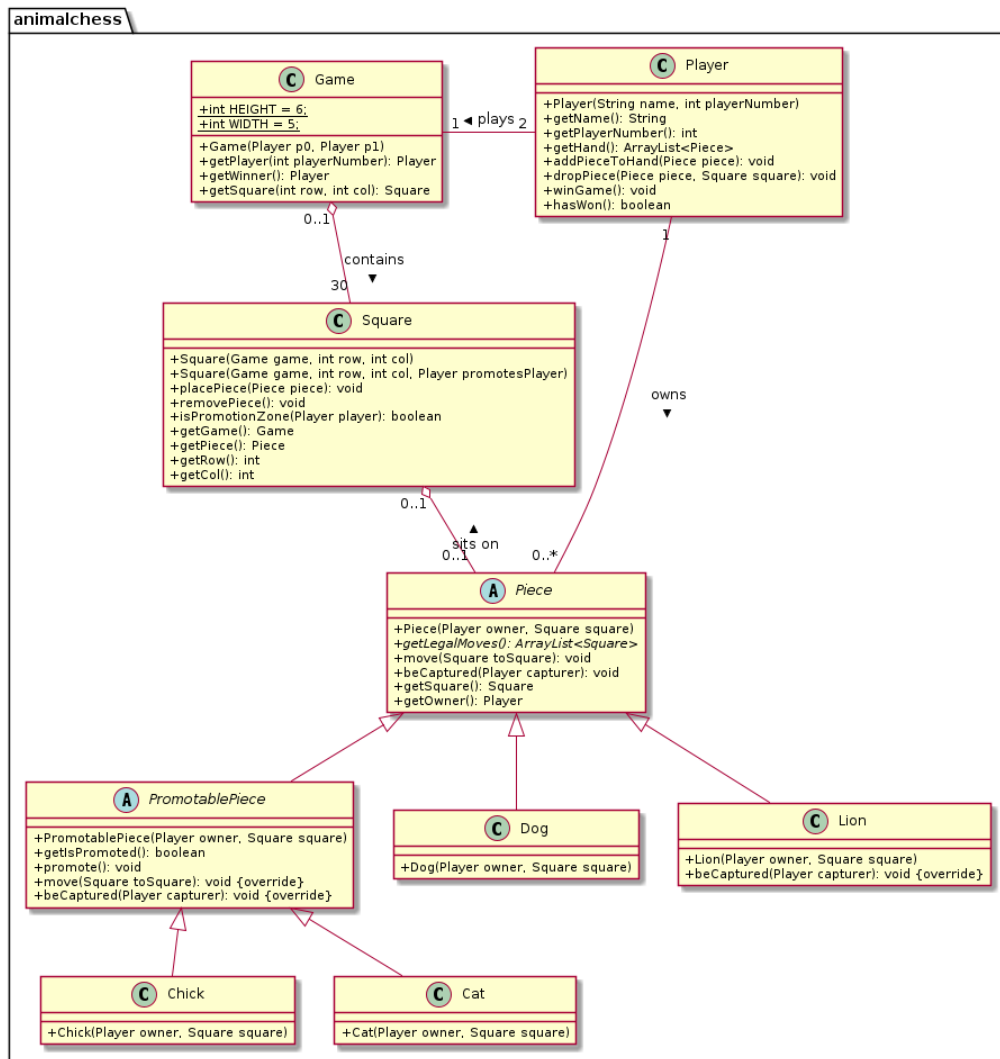 animalchess
C Game
+int HEIGHT = 6;
+int WIDTH = 5;
+Game(Player p0, Player p1)
+getPlayer(int playerNumber): Player
+getWinner(): Player
+getSquare(int row, int col): Square
1 ◄ plays 2
C Player
+Player(String name, int playerNumber)
+getName(): String
+getPlayerNumber(): int
+getHand(): ArrayList<Piece>
+addPieceToHand(Piece piece): void
+dropPiece(Piece piece, Square square): void
+winGame(): void
+hasWon(): boolean
0..1
contains
▼
30
1
owns
▼
0..*
C Square
+Square(Game game, int row, int col)
+Square(Game game, int row, int col, Player promotesPlayer)
+placePiece(Piece piece): void
+removePiece(): void
+isPromotionZone(Player player): boolean
+getGame(): Game
+getPiece(): Piece
+getRow(): int
+getCol(): int
0..1
▲
sits on
0..1
A Piece
+Piece(Player owner, Square square)
+getLegalMoves(): ArrayList<Square>
+move(Square toSquare): void
+beCaptured(Player capturer): void
+getSquare(): Square
+getOwner(): Player
A PromotablePiece
+PromotablePiece(Player owner, Square square)
+getIsPromoted(): boolean
+promote(): void
+move(Square toSquare): void {override}
+beCaptured(Player capturer): void {override}
C Dog
+Dog(Player owner, Square square)
C Lion
+Lion(Player owner, Square square)
+beCaptured(Player capturer): void {override}
C Chick
+Chick(Player owner, Square square)
C Cat
+Cat(Player owner, Square square)